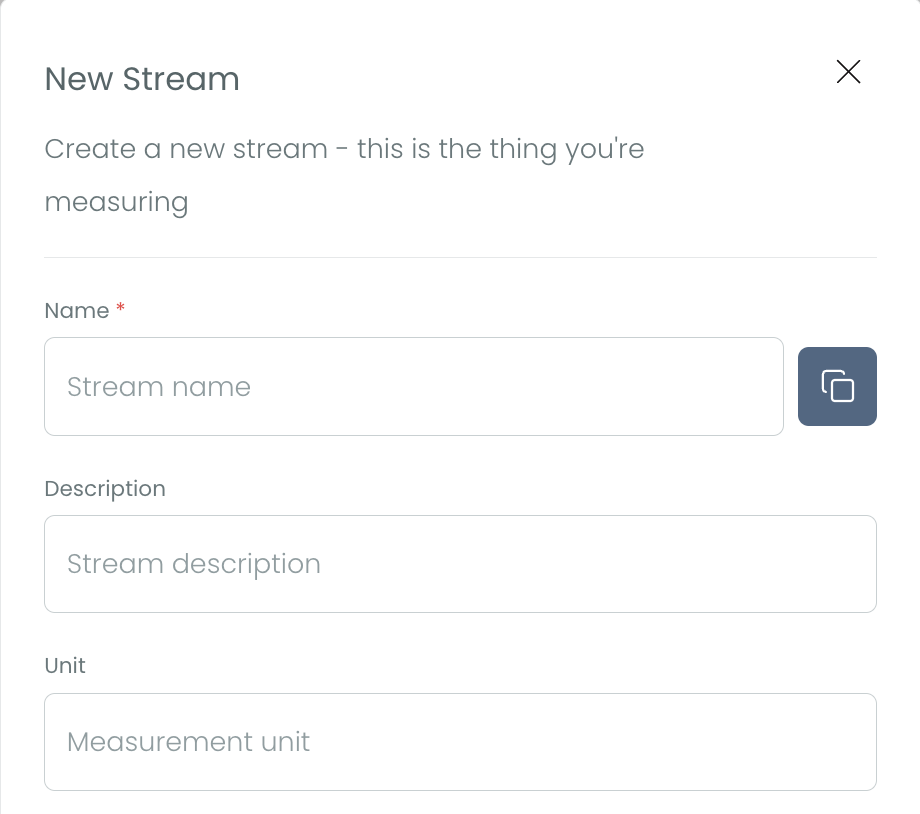 New Stream
Create a new stream - this is the thing you're
measuring
Name *
Stream name
Description
Stream description
Unit
Measurement unit